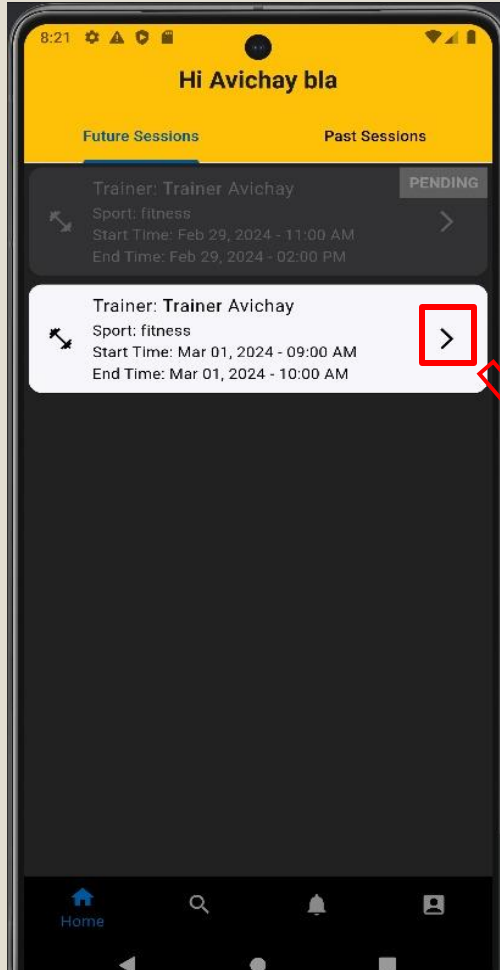 8:21
Hi Avichay bla
Future Sessions
Past Sessions
Trainer: Trainer Avichay
PENDING
Sport: fitness
Start Time: Feb 29, 2024 - 11:00 AM
End Time: Feb 29, 2024 - 02:00 PM
Trainer: Trainer Avichay
Sport: fitness
Start Time: Mar 01, 2024 - 09:00 AM
End Time: Mar 01, 2024 - 10:00 AM
Home